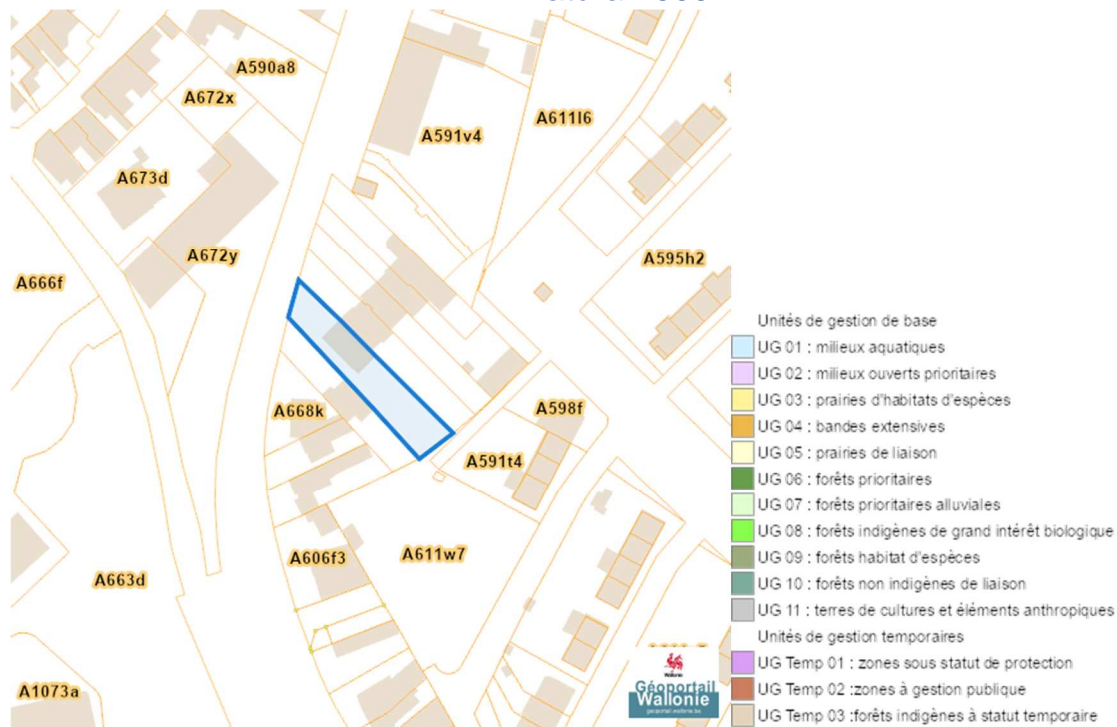 A590a8
A672x
A591v4
A611l6
A673d
A672y
A595h2
A666f
A668k
A598f
A591t4
A606f3
A611w7
A663d
A1073a
Wallonie
Géoportail
Wallonie
geoportail.wallonie.be
Unités de gestion de base
UG 01 : milieux aquatiques
UG 02 : milieux ouverts prioritaires
UG 03 : prairies d'habitats d'espèces
UG 04 : bandes extensives
UG 05 : prairies de liaison
UG 06 : forêts prioritaires
UG 07 : forêts prioritaires alluviales
UG 08 : forêts indigènes de grand intérêt biologique
UG 09 : forêts habitat d'espèces
UG 10 : forêts non indigènes de liaison
UG 11 : terres de cultures et éléments anthropiques
Unités de gestion temporaires
UG Temp 01 : zones sous statut de protection
UG Temp 02 :zones à gestion publique
UG Temp 03 :forêts indigènes à statut temporaire